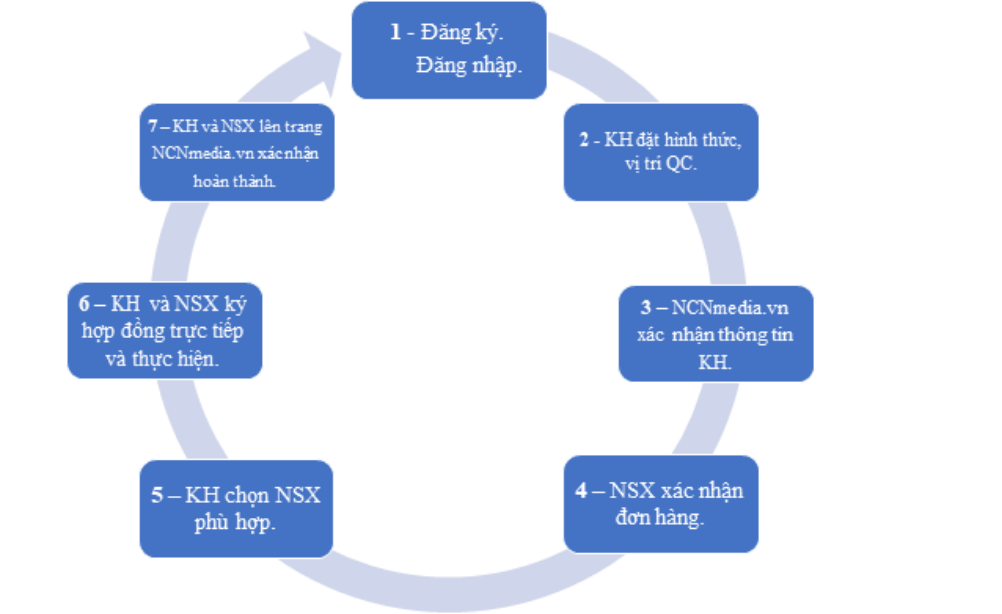 1 - Đăng ký.
Đăng nhập.
2 - KH đặt hình thức,
vị trí QC.
3 – NCNmedia.vn
xác nhận thông tin
KH.
4 – NSX xác nhận
đơn hàng.
5 – KH chọn NSX
phù hợp.
6 – KH và NSX ký
hợp đồng trực tiếp
và thực hiện.
7 – KH và NSX lên trang
NCNmedia.vn xác nhận
hoàn thành.